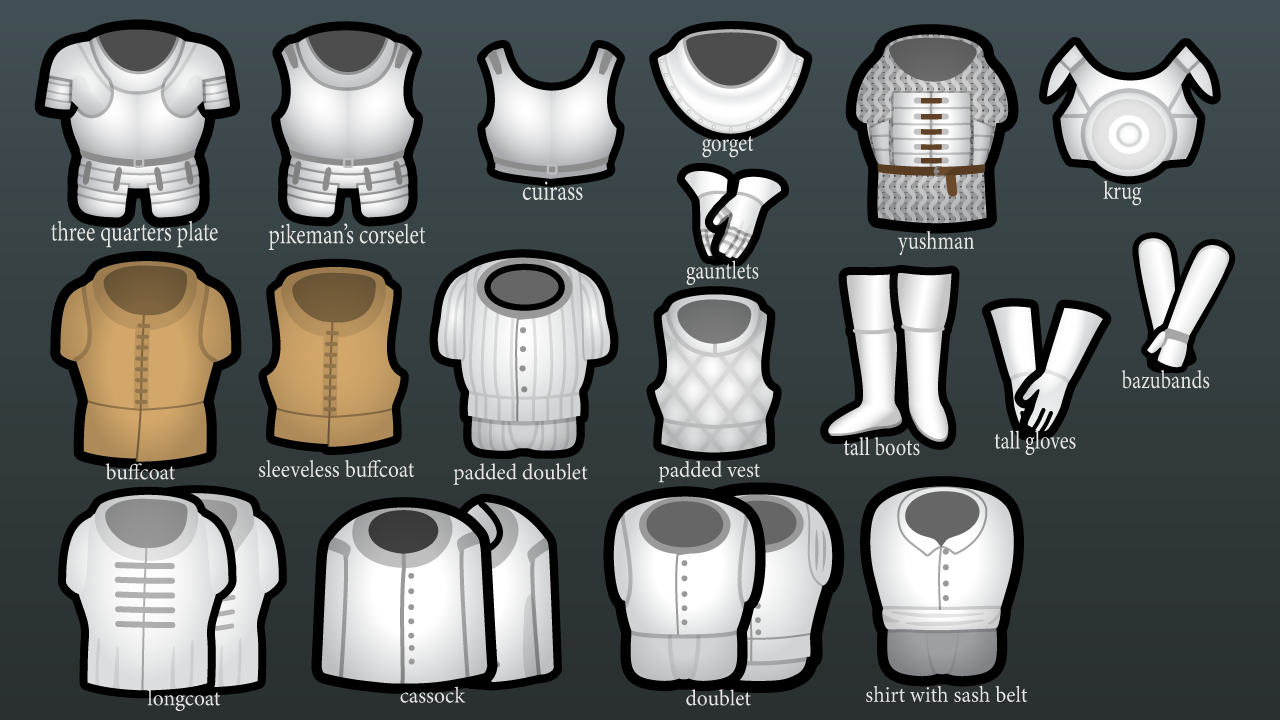 three quarters plate
pikeman's corselet
cuirass
gorget
gauntlets
yushman
krug
buffcoat
sleeveless buffcoat
padded doublet
padded vest
tall boots
tall gloves
bazubands
longcoat
cassock
doublet
shirt with sash belt